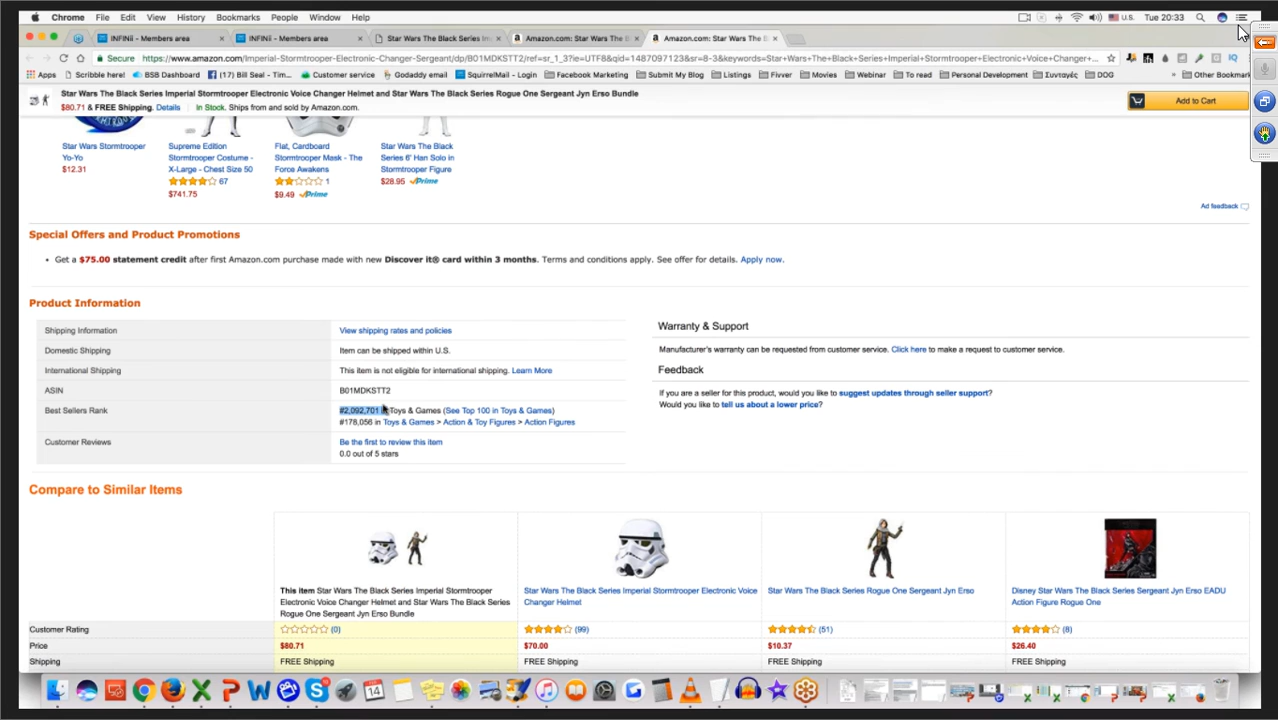 Chrome File Edit View History Bookmarks People Window Help U.S. Tue 20:33
INFINii - Members area × INFINii - Members area × Star Wars The Black Series Im × Amazon.com: Star Wars The B × Amazon.com: Star Wars The B ×
Secure https://www.amazon.com/Imperial-Stormtrooper-Electronic-Changer-Sergeant/dp/B01MDKSTT2/ref=sr_1_3?ie=UTF8&qid=1487097123&sr=8-3&keywords=Star+Wars+The+Black+Series+Imperial+Stormtrooper+Electronic+Voice+Changer+...
Apps Scribble here! BSB Dashboard (17) Bill Seal - Tim... Customer service Godaddy email SquirrelMail - Login Facebook Marketing Submit My Blog Listings Fivver Movies Webinar To read Personal Development Συνταγές DOG » Other Bookmark
Star Wars The Black Series Imperial Stormtrooper Electronic Voice Changer Helmet and Star Wars The Black Series Rogue One Sergeant Jyn Erso Bundle
$80.71 & FREE Shipping. Details In Stock. Ships from and sold by Amazon.com.
Add to Cart
Star Wars Stormtrooper Yo-Yo
$12.31
Supreme Edition
Stormtrooper Costume -
X-Large - Chest Size 50
67
$741.75
Flat, Cardboard
Stormtrooper Mask - The
Force Awakens
1
$9.49 Prime
Star Wars The Black
Series 6' Han Solo in
Stormtrooper Figure
$28.95 Prime
Ad feedback
Special Offers and Product Promotions
• Get a $75.00 statement credit after first Amazon.com purchase made with new Discover it® card within 3 months. Terms and conditions apply. See offer for details. Apply now.
Product Information
Shipping Information View shipping rates and policies
Domestic Shipping Item can be shipped within U.S.
International Shipping This item is not eligible for international shipping. Learn More
ASIN B01MDKSTT2
Best Sellers Rank #2,092,701 Toys & Games (See Top 100 in Toys & Games)
#178,056 in Toys & Games > Action & Toy Figures > Action Figures
Customer Reviews Be the first to review this item
0.0 out of 5 stars
Warranty & Support
Manufacturer's warranty can be requested from customer service. Click here to make a request to customer service.
Feedback
If you are a seller for this product, would you like to suggest updates through seller support?
Would you like to tell us about a lower price?
Compare to Similar Items
This item Star Wars The Black Series Imperial Stormtrooper
Electronic Voice Changer Helmet and Star Wars The Black Series
Rogue One Sergeant Jyn Erso Bundle
Star Wars The Black Series Imperial Stormtrooper Electronic Voice
Changer Helmet
Star Wars The Black Series Rogue One Sergeant Jyn Erso
Disney Star Wars The Black Series Sergeant Jyn Erso EADU
Action Figure Rogue One
Customer Rating (0) (99) (51) (8)
Price $80.71 $70.00 $10.37 $26.40
Shipping FREE Shipping FREE Shipping FREE Shipping FREE Shipping
14